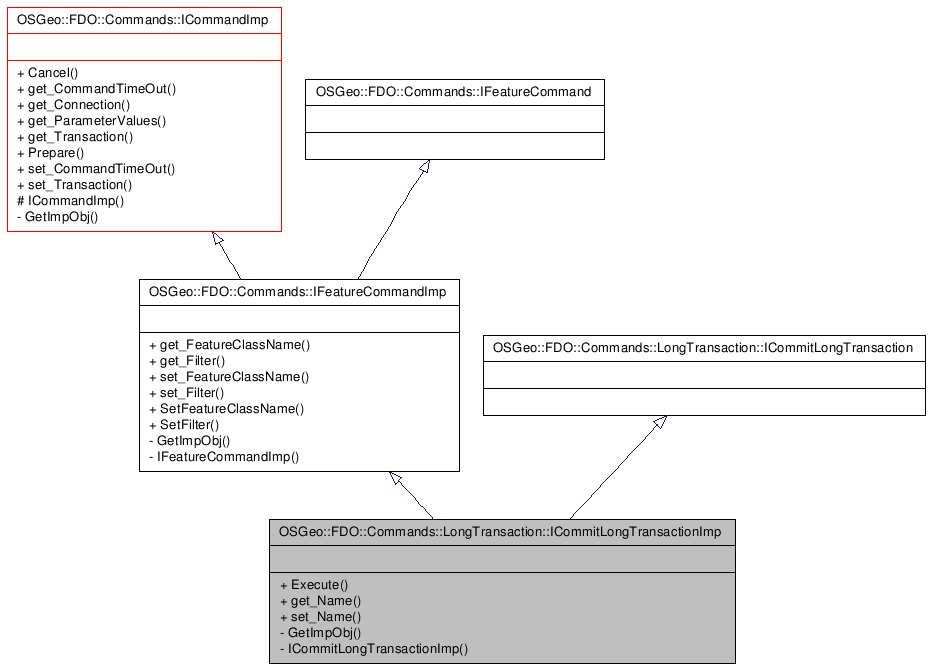 OSGeo::FDO::Commands::ICommandImp
+ Cancel()
+ get_CommandTimeOut()
+ get_Connection()
+ get_ParameterValues()
+ get_Transaction()
+ Prepare()
+ set_CommandTimeOut()
+ set_Transaction()
# ICommandImp()
- GetImpObj()
OSGeo::FDO::Commands::IFeatureCommand
OSGeo::FDO::Commands::IFeatureCommandImp
+ get_FeatureClassName()
+ get_Filter()
+ set_FeatureClassName()
+ set_Filter()
+ SetFeatureClassName()
+ SetFilter()
- GetImpObj()
- IFeatureCommandImp()
OSGeo::FDO::Commands::LongTransaction::ICommitLongTransaction
OSGeo::FDO::Commands::LongTransaction::ICommitLongTransactionImp
+ Execute()
+ get_Name()
+ set_Name()
- GetImpObj()
- ICommitLongTransactionImp()